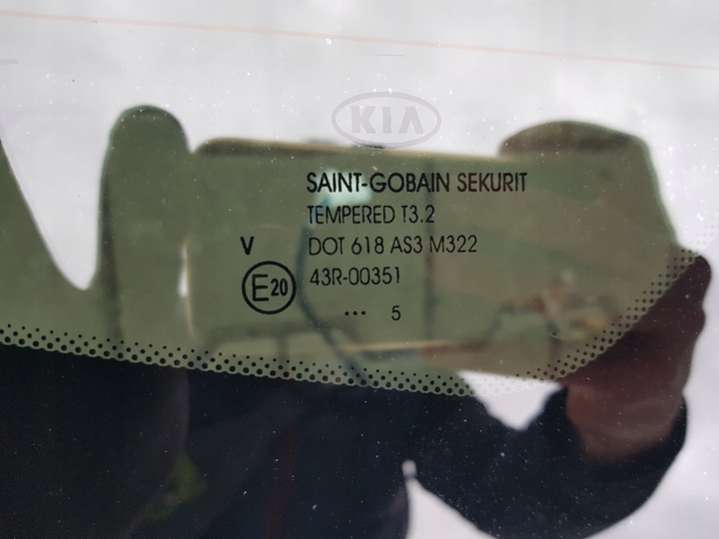 KIA
SAINT-GOBAIN SEKURIT
TEMPERED T3.2
V DOT 618 AS3 M322
E20 43R-00351
••• 5